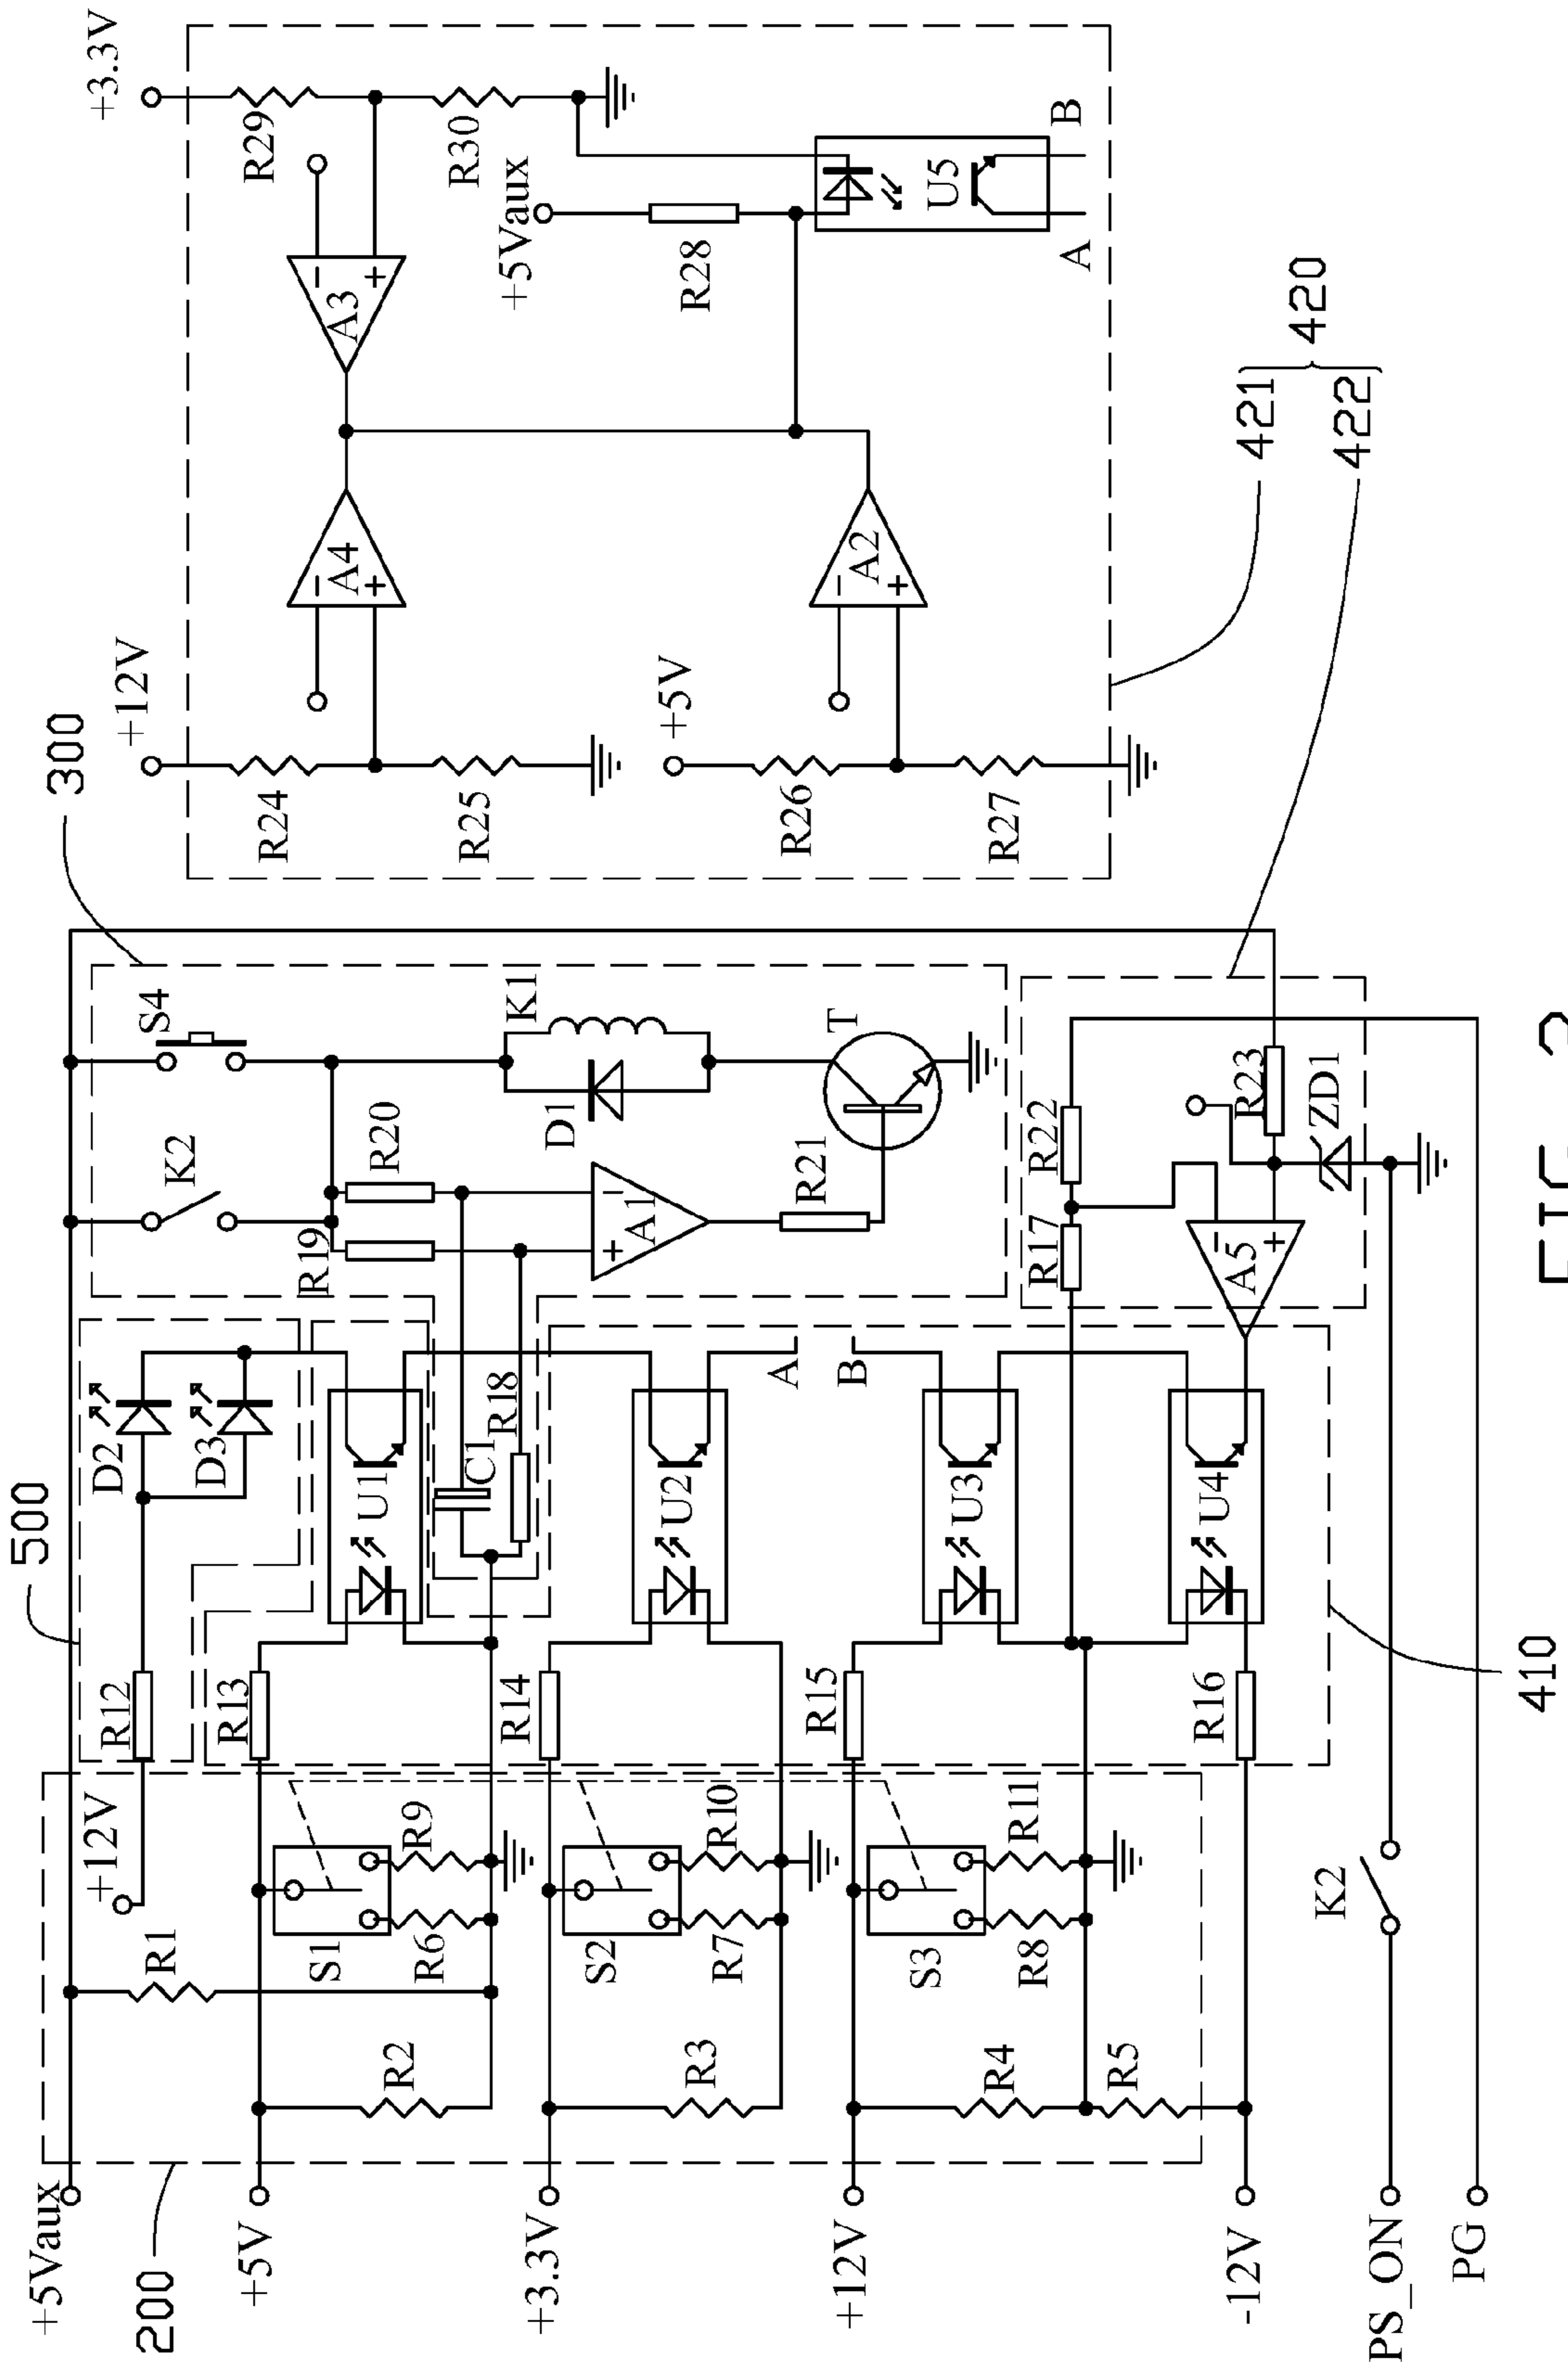 +5Vaux
200
+5V
+3.3V
+12V
-12V
PS_ON
PG
R1
R2
R3
R4
R5
+12V
S1
R6
R9
S2
R7
R10
S3
R8
R11
K2
500
R12
D2
D3
R13
U1
R14
U2
R15
U3
R16
U4
A
B
C1
R18
410
300
K2
S4
R19
R20
D1
K1
+
−
A1
R21
T
R17
R22
R23
−
+
A5
ZD1
421
422
420
+12V
R24
R25
−
+
A4
+3.3V
R29
R30
−
+
A3
+5V
R26
R27
−
+
A2
+5Vaux
R28
U5
A
B